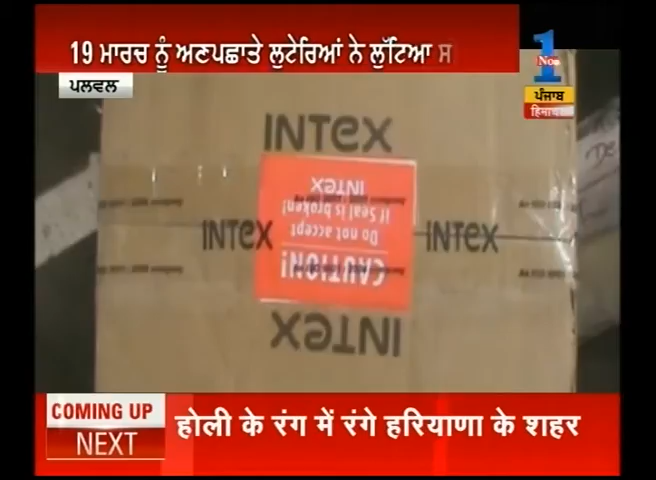 19 ਮਾਰਚ ਨੂੰ ਅਣਪਛਾਤੇ ਲੁਟੇਰਿਆਂ ਨੇ ਲੁੱਟਿਆ ਸ
ਪਲਵਲ
No. 1
ਪੰਜਾਬ
हिमाचल
INTEX
INTEX
If Seal is broken!
Do not accept
CAUTION!
INTEX
INTEX
INTEX
COMING UP
NEXT
होली के रंग में रंगे हरियाणा के शहर